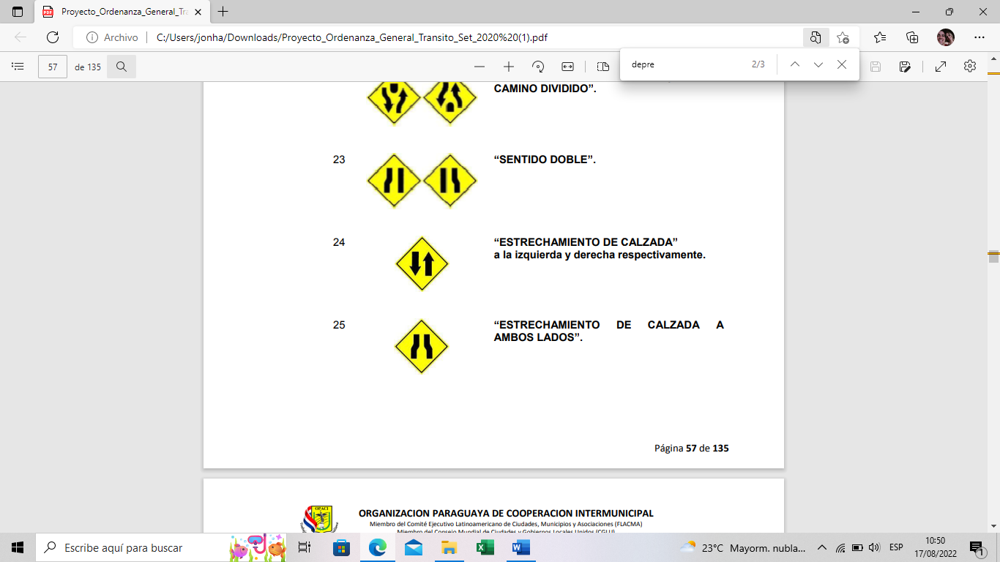 Proyecto_Ordenanza_General_Tra
Archivo
C:/Users/jonha/Downloads/Proyecto_Ordenanza_General_Transito_Set_2020%20(1).pdf
57
de 135
depre
2/3
CAMINO DIVIDIDO”.
23
“SENTIDO DOBLE”.
24
“ESTRECHAMIENTO DE CALZADA”
a la izquierda y derecha respectivamente.
25
“ESTRECHAMIENTO DE CALZADA A
AMBOS LADOS”.
Página 57 de 135
OPACI
ORGANIZACION PARAGUAYA DE COOPERACION INTERMUNICIPAL
Miembro del Comité Ejecutivo Latinoamericano de Ciudades, Municipios y Asociaciones (FLACMA)
Miembro del Consejo Mundial de Ciudades y Gobiernos Locales Unidos (CGLU)
Escribe aquí para buscar
23°C Mayorm. nubla...
ESP
10:50
17/08/2022
1